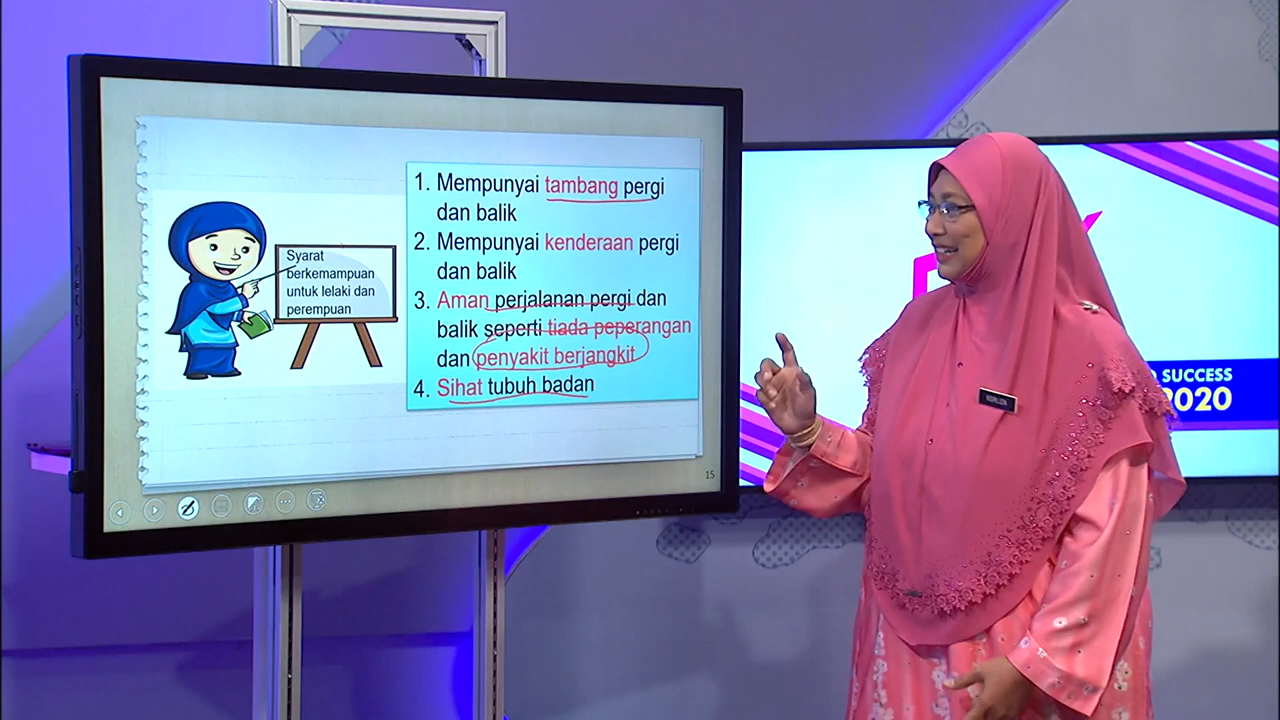 Syarat
berkemampuan
untuk lelaki dan
perempuan
1. Mempunyai tambang pergi
dan balik
2. Mempunyai kenderaan pergi
dan balik
3. Aman perjalanan pergi dan
balik seperti tiada peperangan
dan penyakit berjangkit
4. Sihat tubuh badan
15
SUCCESS
2020